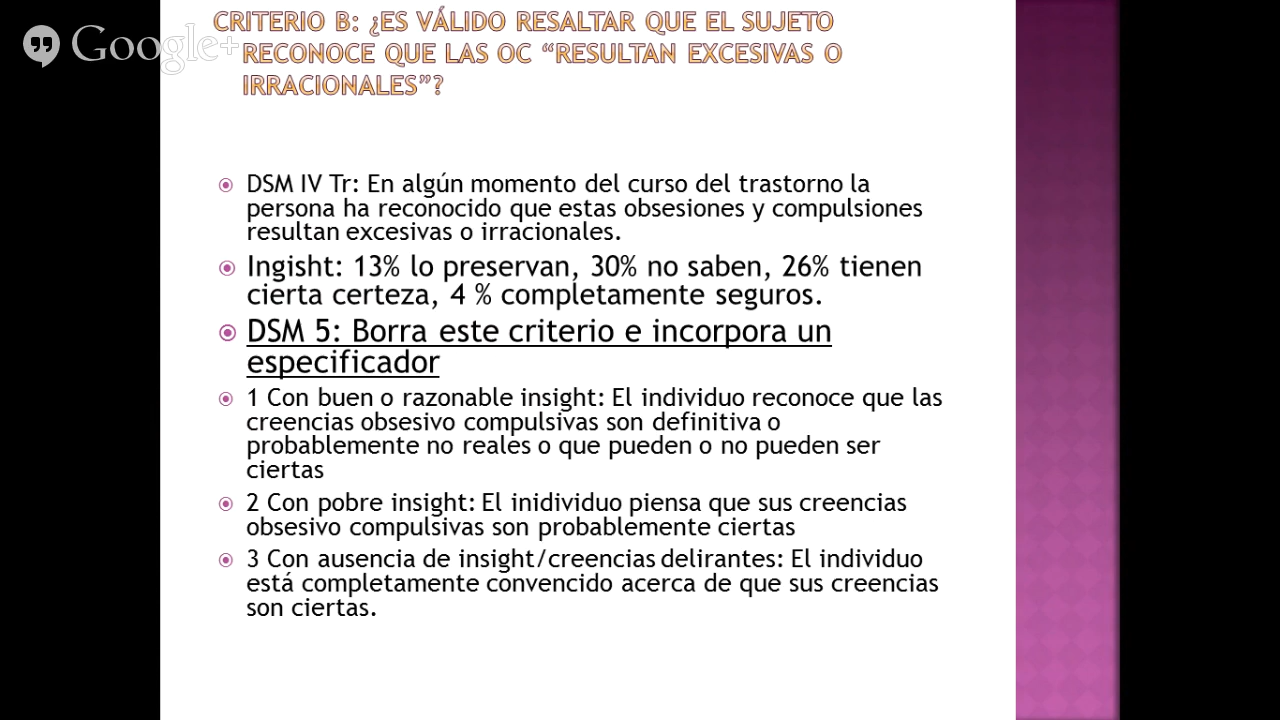 Google+
CRITERIO B: ¿ES VÁLIDO RESALTAR QUE EL SUJETO
RECONOCE QUE LAS OC “RESULTAN EXCESIVAS O
IRRACIONALES”?
DSM IV Tr: En algún momento del curso del trastorno la
persona ha reconocido que estas obsesiones y compulsiones
resultan excesivas o irracionales.
Ingisht: 13% lo preservan, 30% no saben, 26% tienen
cierta certeza, 4 % completamente seguros.
DSM 5: Borra este criterio e incorpora un
especificador
1 Con buen o razonable insight: El individuo reconoce que las
creencias obsesivo compulsivas son definitiva o
probablemente no reales o que pueden o no pueden ser
ciertas
2 Con pobre insight: El inidividuo piensa que sus creencias
obsesivo compulsivas son probablemente ciertas
3 Con ausencia de insight/creencias delirantes: El individuo
está completamente convencido acerca de que sus creencias
son ciertas.